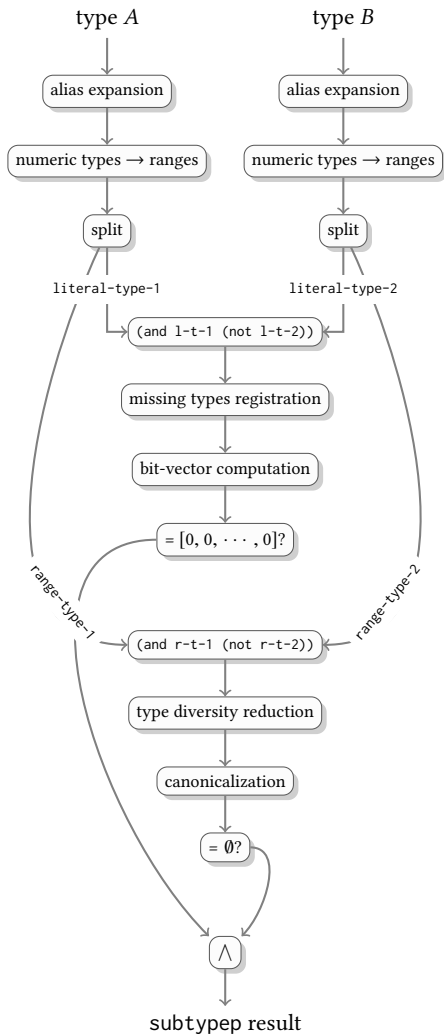 type A
type B
alias expansion
alias expansion
numeric types → ranges
numeric types → ranges
split
split
literal-type-1
literal-type-2
(and l-t-1 (not l-t-2))
missing types registration
bit-vector computation
= [0, 0, ⋯ , 0]?
range-type-1
range-type-2
(and r-t-1 (not r-t-2))
type diversity reduction
canonicalization
= ∅?
∧
subtypep result